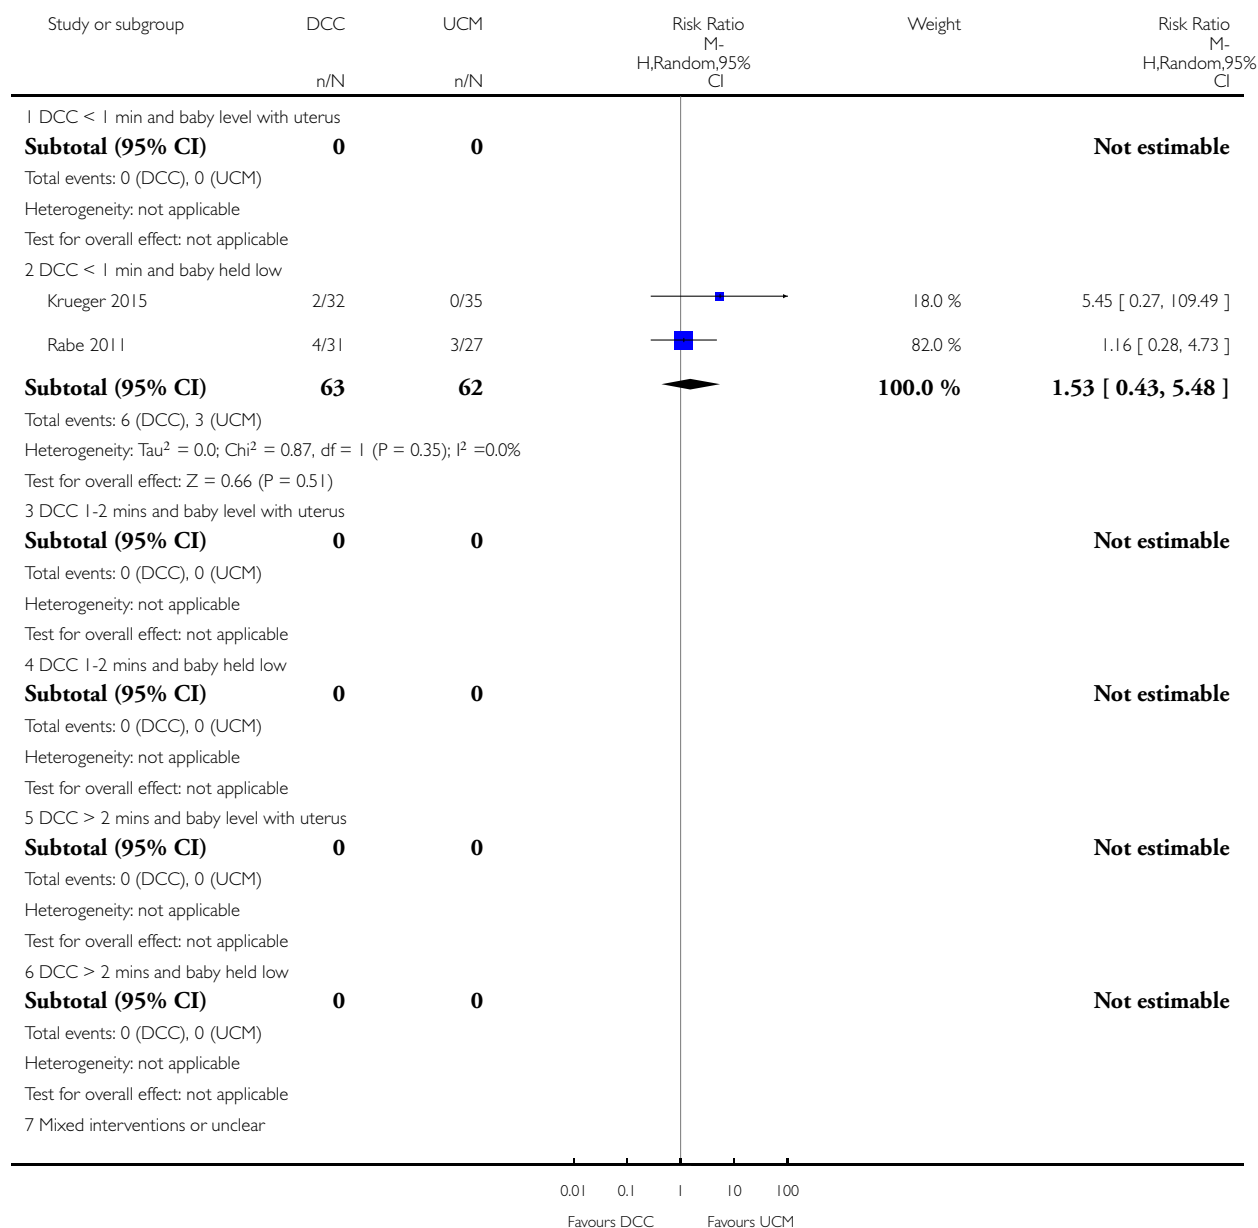 Study or subgroup DCC UCM Risk Ratio Weight Risk Ratio
M- M-
H,Random,95% H,Random,95%
n/N n/N CI CI
1 DCC < 1 min and baby level with uterus
Subtotal (95% CI) 0 0 Not estimable
Total events: 0 (DCC), 0 (UCM)
Heterogeneity: not applicable
Test for overall effect: not applicable
2 DCC < 1 min and baby held low
Krueger 2015 2/32 0/35 18.0 % 5.45 [ 0.27, 109.49 ]
Rabe 2011 4/31 3/27 82.0 % 1.16 [ 0.28, 4.73 ]
Subtotal (95% CI) 63 62 100.0 % 1.53 [ 0.43, 5.48 ]
Total events: 6 (DCC), 3 (UCM)
Heterogeneity: Tau² = 0.0; Chi² = 0.87, df = 1 (P = 0.35); I² =0.0%
Test for overall effect: Z = 0.66 (P = 0.51)
3 DCC 1-2 mins and baby level with uterus
Subtotal (95% CI) 0 0 Not estimable
Total events: 0 (DCC), 0 (UCM)
Heterogeneity: not applicable
Test for overall effect: not applicable
4 DCC 1-2 mins and baby held low
Subtotal (95% CI) 0 0 Not estimable
Total events: 0 (DCC), 0 (UCM)
Heterogeneity: not applicable
Test for overall effect: not applicable
5 DCC > 2 mins and baby level with uterus
Subtotal (95% CI) 0 0 Not estimable
Total events: 0 (DCC), 0 (UCM)
Heterogeneity: not applicable
Test for overall effect: not applicable
6 DCC > 2 mins and baby held low
Subtotal (95% CI) 0 0 Not estimable
Total events: 0 (DCC), 0 (UCM)
Heterogeneity: not applicable
Test for overall effect: not applicable
7 Mixed interventions or unclear
0.01 0.1 1 10 100
Favours DCC Favours UCM